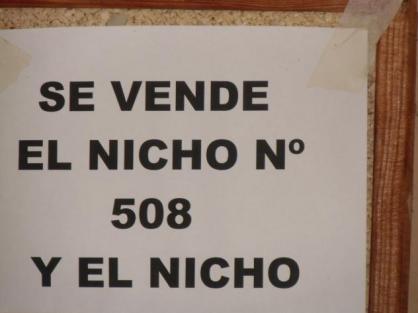 SE VENDE
EL NICHO Nº
508
Y EL NICHO